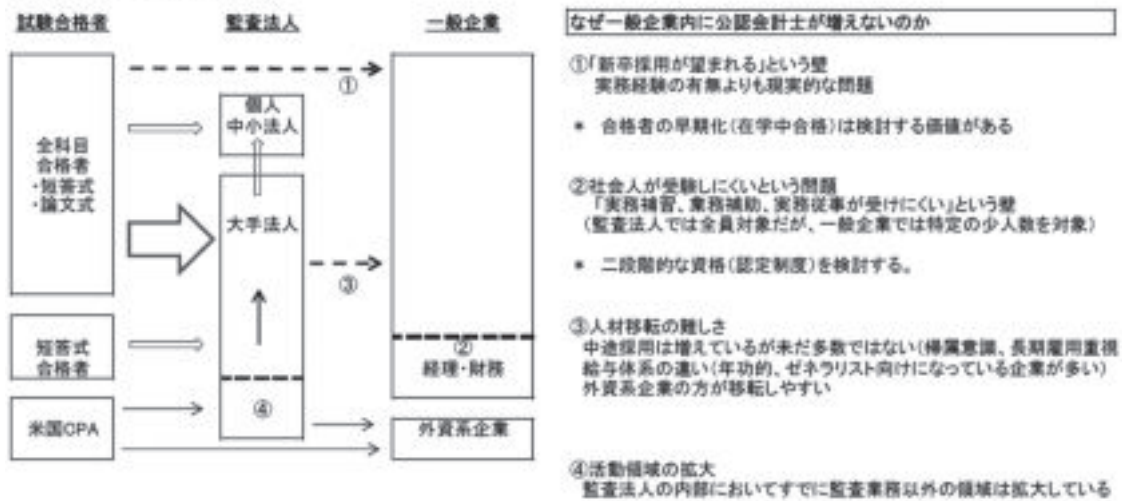 試験合格者
監査法人
一般企業
①
個人
中小法人
全科目
合格者
・短答式
・論文式
大手法人
③
短答式
合格者
②
経理・財務
④
米国CPA
外資系企業
なぜ一般企業内に公認会計士が増えないのか
①「新卒採用が望まれる」という壁
実務経験の有無よりも現実的な問題
* 合格者の早期化(在学中合格)は検討する価値がある
②社会人が受験しにくいという問題
「実務補習、業務補助、実務従事が受けにくい」という壁
(監査法人では全員対象だが、一般企業では特定の少人数を対象)
* 二段階的な資格(認定制度)を検討する。
③人材移転の難しさ
中途採用は増えているが未だ多数ではない(帰属意識、長期雇用重視
給与体系の違い(年功的、ゼネラリスト向けになっている企業が多い)
外資系企業の方が移転しやすい
④活動領域の拡大
監査法人の内部においてすでに監査業務以外の領域は拡大している